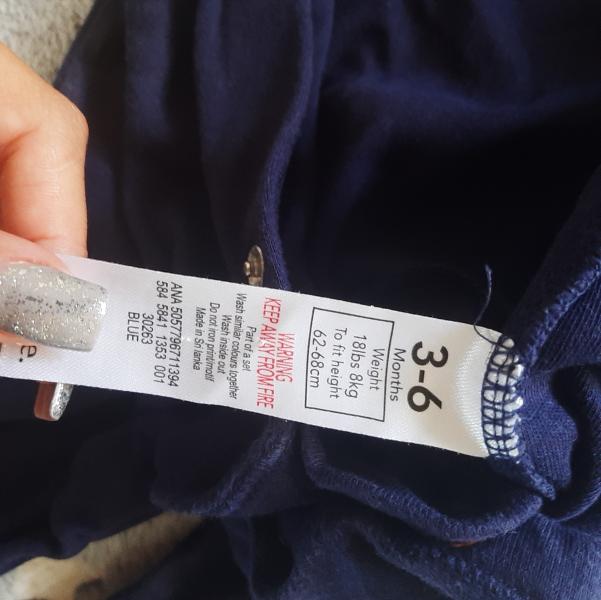 3-6
Months
Weight
18lbs 8kg
To fit height
62-68cm
WARNING
KEEP AWAY FROM FIRE
Part of a set
Wash similar colours together
Wash inside out
Do not iron print/motif
Made in Sri lanka
ANA 5057967711394
584 5841 1353 001
30263
BLUE
e.